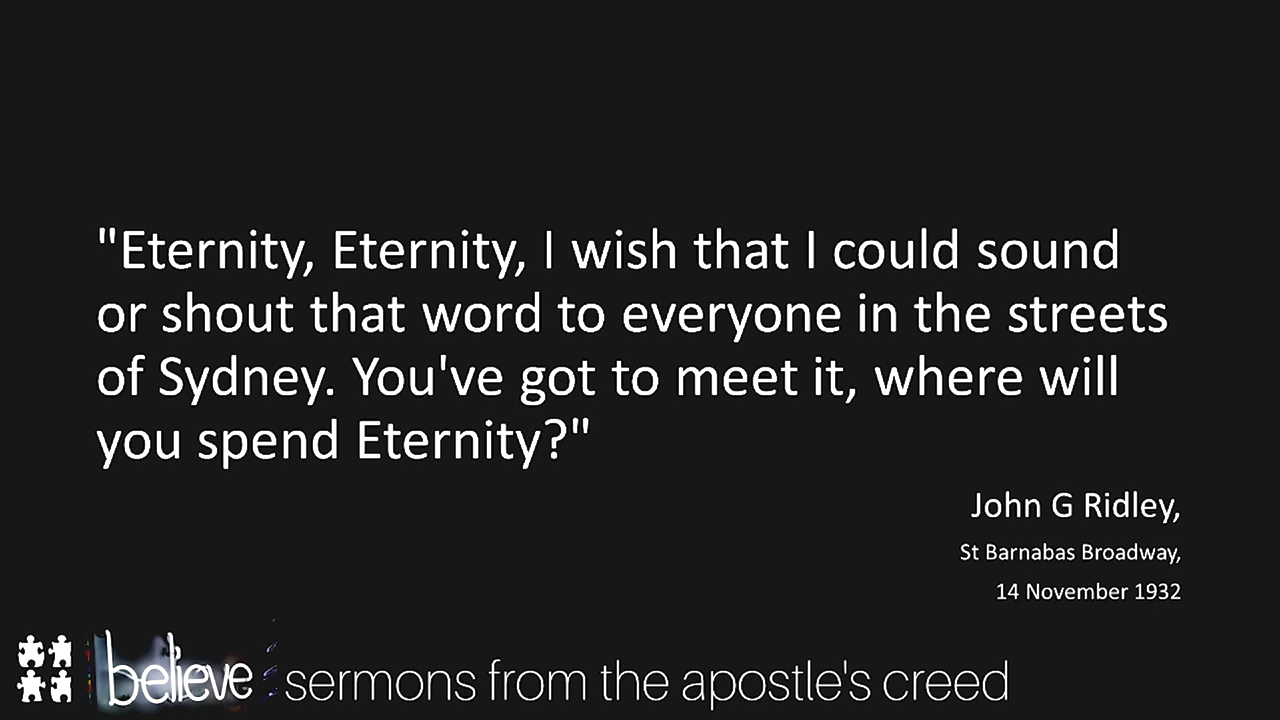 "Eternity, Eternity, I wish that I could sound
or shout that word to everyone in the streets
of Sydney. You've got to meet it, where will
you spend Eternity?"
John G Ridley,
St Barnabas Broadway,
14 November 1932
believe sermons from the apostle's creed